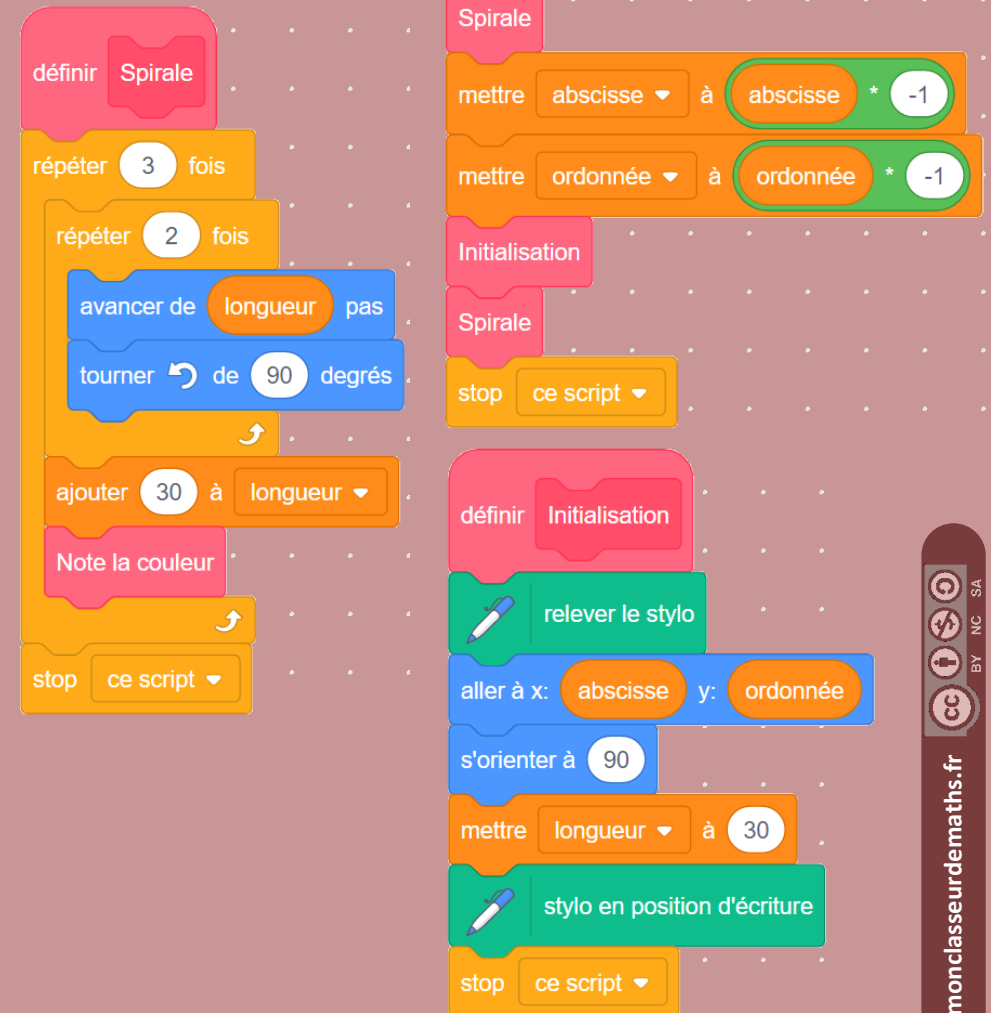 définir Spirale
répéter 3 fois
répéter 2 fois
avancer de longueur pas
tourner de 90 degrés
ajouter 30 à longueur
Note la couleur
stop ce script
Spirale
mettre abscisse à abscisse * -1
mettre ordonnée à ordonnée * -1
Initialisation
Spirale
stop ce script
définir Initialisation
relever le stylo
aller à x: abscisse y: ordonnée
s'orienter à 90
mettre longueur à 30
stylo en position d'écriture
stop ce script
cc BY NC SA
monclasseurdemaths.fr